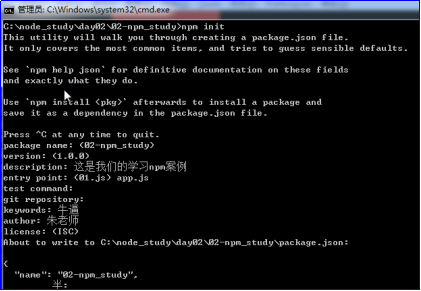 管理员: C:\Windows\system32\cmd.exe
C:\node_study\day02\02-npm_study>npm init
This utility will walk you through creating a package.json file.
It only covers the most common items, and tries to guess sensible defaults.
See `npm help json` for definitive documentation on these fields
and exactly what they do.
Use `npm install <pkg>` afterwards to install a package and
save it as a dependency in the package.json file.
Press ^C at any time to quit.
package name: (02-npm_study)
version: (1.0.0)
description: 这是我们的学习npm案例
entry point: (01.js) app.js
test command:
git repository:
keywords: 牛逼
author: 朱老师
license: (ISC)
About to write to C:\node_study\day02\02-npm_study\package.json:
{
"name": "02-npm_study",
半: